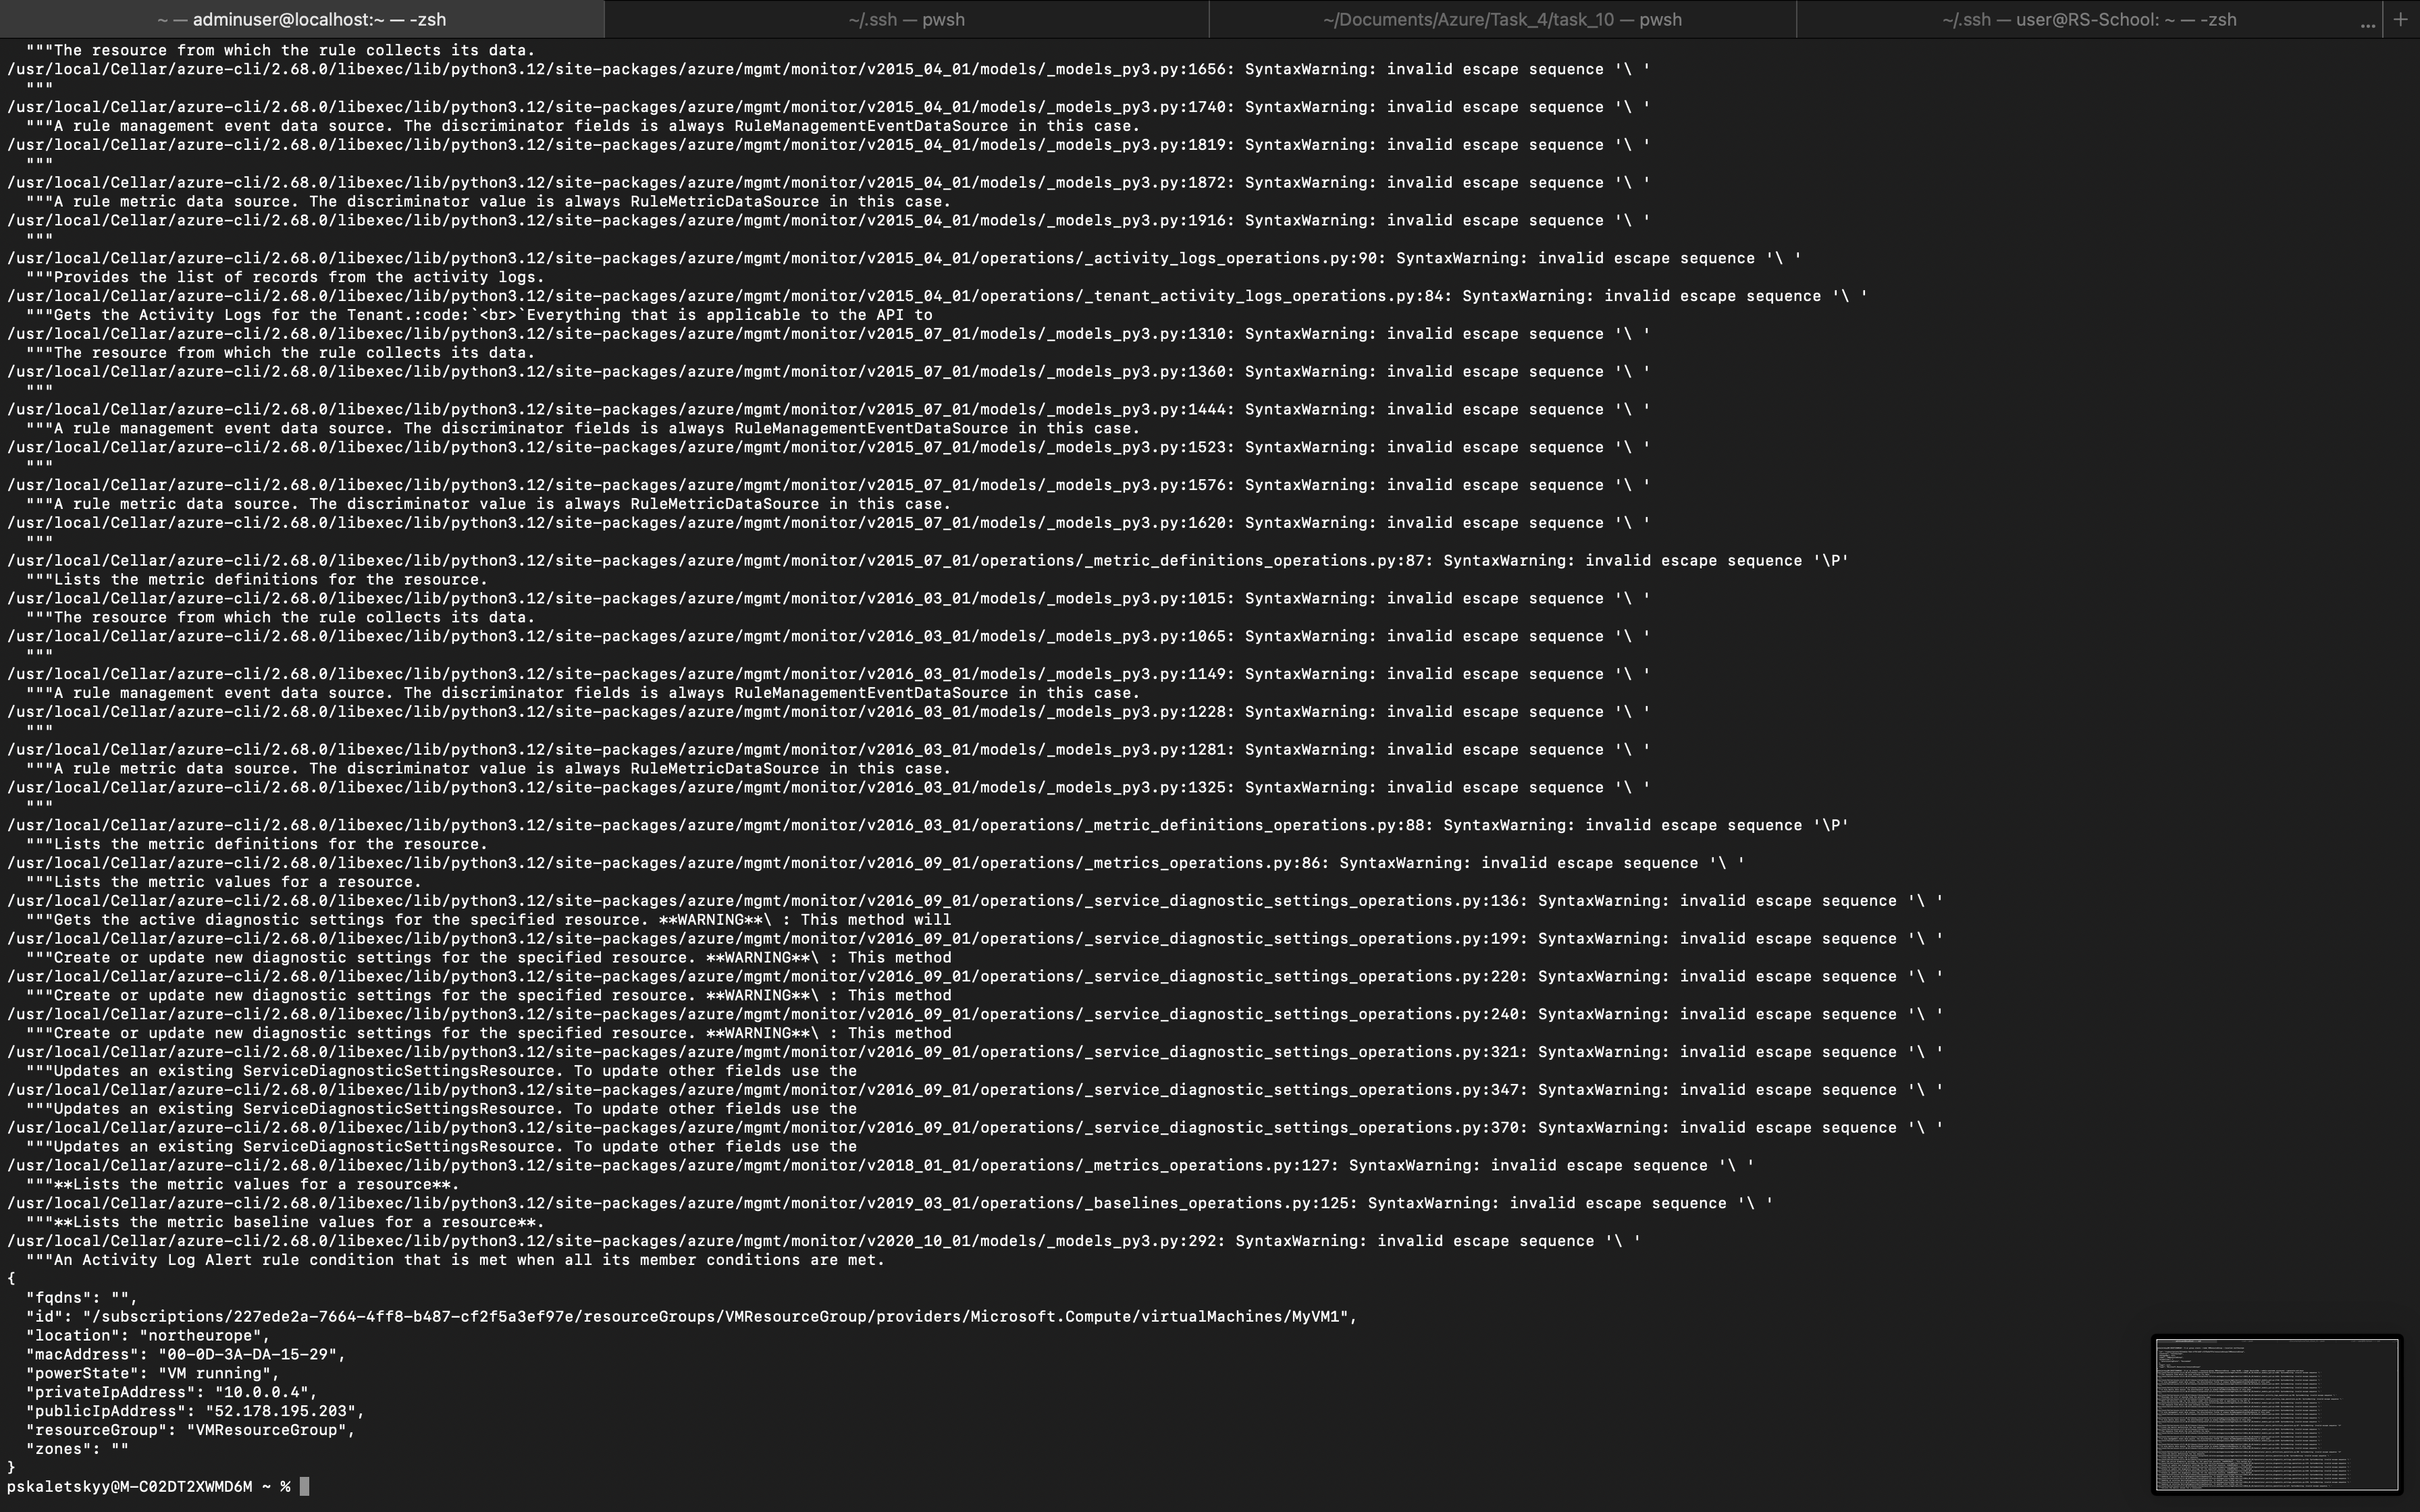 ~ — adminuser@localhost:~ — -zsh
~/.ssh — pwsh
~/Documents/Azure/Task_4/task_10 — pwsh
~/.ssh — user@RS-School: ~ — -zsh
... +
"""The resource from which the rule collects its data.
/usr/local/Cellar/azure-cli/2.68.0/libexec/lib/python3.12/site-packages/azure/mgmt/monitor/v2015_04_01/models/_models_py3.py:1656: SyntaxWarning: invalid escape sequence '\ '
"""
/usr/local/Cellar/azure-cli/2.68.0/libexec/lib/python3.12/site-packages/azure/mgmt/monitor/v2015_04_01/models/_models_py3.py:1740: SyntaxWarning: invalid escape sequence '\ '
"""A rule management event data source. The discriminator fields is always RuleManagementEventDataSource in this case.
/usr/local/Cellar/azure-cli/2.68.0/libexec/lib/python3.12/site-packages/azure/mgmt/monitor/v2015_04_01/models/_models_py3.py:1819: SyntaxWarning: invalid escape sequence '\ '
"""
/usr/local/Cellar/azure-cli/2.68.0/libexec/lib/python3.12/site-packages/azure/mgmt/monitor/v2015_04_01/models/_models_py3.py:1872: SyntaxWarning: invalid escape sequence '\ '
"""A rule metric data source. The discriminator value is always RuleMetricDataSource in this case.
/usr/local/Cellar/azure-cli/2.68.0/libexec/lib/python3.12/site-packages/azure/mgmt/monitor/v2015_04_01/models/_models_py3.py:1916: SyntaxWarning: invalid escape sequence '\ '
"""
/usr/local/Cellar/azure-cli/2.68.0/libexec/lib/python3.12/site-packages/azure/mgmt/monitor/v2015_04_01/operations/_activity_logs_operations.py:90: SyntaxWarning: invalid escape sequence '\ '
"""Provides the list of records from the activity logs.
/usr/local/Cellar/azure-cli/2.68.0/libexec/lib/python3.12/site-packages/azure/mgmt/monitor/v2015_04_01/operations/_tenant_activity_logs_operations.py:84: SyntaxWarning: invalid escape sequence '\ '
"""Gets the Activity Logs for the Tenant.:code:`<br>`Everything that is applicable to the API to
/usr/local/Cellar/azure-cli/2.68.0/libexec/lib/python3.12/site-packages/azure/mgmt/monitor/v2015_07_01/models/_models_py3.py:1310: SyntaxWarning: invalid escape sequence '\ '
"""The resource from which the rule collects its data.
/usr/local/Cellar/azure-cli/2.68.0/libexec/lib/python3.12/site-packages/azure/mgmt/monitor/v2015_07_01/models/_models_py3.py:1360: SyntaxWarning: invalid escape sequence '\ '
"""
/usr/local/Cellar/azure-cli/2.68.0/libexec/lib/python3.12/site-packages/azure/mgmt/monitor/v2015_07_01/models/_models_py3.py:1444: SyntaxWarning: invalid escape sequence '\ '
"""A rule management event data source. The discriminator fields is always RuleManagementEventDataSource in this case.
/usr/local/Cellar/azure-cli/2.68.0/libexec/lib/python3.12/site-packages/azure/mgmt/monitor/v2015_07_01/models/_models_py3.py:1523: SyntaxWarning: invalid escape sequence '\ '
"""
/usr/local/Cellar/azure-cli/2.68.0/libexec/lib/python3.12/site-packages/azure/mgmt/monitor/v2015_07_01/models/_models_py3.py:1576: SyntaxWarning: invalid escape sequence '\ '
"""A rule metric data source. The discriminator value is always RuleMetricDataSource in this case.
/usr/local/Cellar/azure-cli/2.68.0/libexec/lib/python3.12/site-packages/azure/mgmt/monitor/v2015_07_01/models/_models_py3.py:1620: SyntaxWarning: invalid escape sequence '\ '
"""
/usr/local/Cellar/azure-cli/2.68.0/libexec/lib/python3.12/site-packages/azure/mgmt/monitor/v2015_07_01/operations/_metric_definitions_operations.py:87: SyntaxWarning: invalid escape sequence '\P'
"""Lists the metric definitions for the resource.
/usr/local/Cellar/azure-cli/2.68.0/libexec/lib/python3.12/site-packages/azure/mgmt/monitor/v2016_03_01/models/_models_py3.py:1015: SyntaxWarning: invalid escape sequence '\ '
"""The resource from which the rule collects its data.
/usr/local/Cellar/azure-cli/2.68.0/libexec/lib/python3.12/site-packages/azure/mgmt/monitor/v2016_03_01/models/_models_py3.py:1065: SyntaxWarning: invalid escape sequence '\ '
"""
/usr/local/Cellar/azure-cli/2.68.0/libexec/lib/python3.12/site-packages/azure/mgmt/monitor/v2016_03_01/models/_models_py3.py:1149: SyntaxWarning: invalid escape sequence '\ '
"""A rule management event data source. The discriminator fields is always RuleManagementEventDataSource in this case.
/usr/local/Cellar/azure-cli/2.68.0/libexec/lib/python3.12/site-packages/azure/mgmt/monitor/v2016_03_01/models/_models_py3.py:1228: SyntaxWarning: invalid escape sequence '\ '
"""
/usr/local/Cellar/azure-cli/2.68.0/libexec/lib/python3.12/site-packages/azure/mgmt/monitor/v2016_03_01/models/_models_py3.py:1281: SyntaxWarning: invalid escape sequence '\ '
"""A rule metric data source. The discriminator value is always RuleMetricDataSource in this case.
/usr/local/Cellar/azure-cli/2.68.0/libexec/lib/python3.12/site-packages/azure/mgmt/monitor/v2016_03_01/models/_models_py3.py:1325: SyntaxWarning: invalid escape sequence '\ '
"""
/usr/local/Cellar/azure-cli/2.68.0/libexec/lib/python3.12/site-packages/azure/mgmt/monitor/v2016_03_01/operations/_metric_definitions_operations.py:88: SyntaxWarning: invalid escape sequence '\P'
"""Lists the metric definitions for the resource.
/usr/local/Cellar/azure-cli/2.68.0/libexec/lib/python3.12/site-packages/azure/mgmt/monitor/v2016_09_01/operations/_metrics_operations.py:86: SyntaxWarning: invalid escape sequence '\ '
"""Lists the metric values for a resource.
/usr/local/Cellar/azure-cli/2.68.0/libexec/lib/python3.12/site-packages/azure/mgmt/monitor/v2016_09_01/operations/_service_diagnostic_settings_operations.py:136: SyntaxWarning: invalid escape sequence '\ '
"""Gets the active diagnostic settings for the specified resource. **WARNING**\ : This method will
/usr/local/Cellar/azure-cli/2.68.0/libexec/lib/python3.12/site-packages/azure/mgmt/monitor/v2016_09_01/operations/_service_diagnostic_settings_operations.py:199: SyntaxWarning: invalid escape sequence '\ '
"""Create or update new diagnostic settings for the specified resource. **WARNING**\ : This method
/usr/local/Cellar/azure-cli/2.68.0/libexec/lib/python3.12/site-packages/azure/mgmt/monitor/v2016_09_01/operations/_service_diagnostic_settings_operations.py:220: SyntaxWarning: invalid escape sequence '\ '
"""Create or update new diagnostic settings for the specified resource. **WARNING**\ : This method
/usr/local/Cellar/azure-cli/2.68.0/libexec/lib/python3.12/site-packages/azure/mgmt/monitor/v2016_09_01/operations/_service_diagnostic_settings_operations.py:240: SyntaxWarning: invalid escape sequence '\ '
"""Create or update new diagnostic settings for the specified resource. **WARNING**\ : This method
/usr/local/Cellar/azure-cli/2.68.0/libexec/lib/python3.12/site-packages/azure/mgmt/monitor/v2016_09_01/operations/_service_diagnostic_settings_operations.py:321: SyntaxWarning: invalid escape sequence '\ '
"""Updates an existing ServiceDiagnosticSettingsResource. To update other fields use the
/usr/local/Cellar/azure-cli/2.68.0/libexec/lib/python3.12/site-packages/azure/mgmt/monitor/v2016_09_01/operations/_service_diagnostic_settings_operations.py:347: SyntaxWarning: invalid escape sequence '\ '
"""Updates an existing ServiceDiagnosticSettingsResource. To update other fields use the
/usr/local/Cellar/azure-cli/2.68.0/libexec/lib/python3.12/site-packages/azure/mgmt/monitor/v2016_09_01/operations/_service_diagnostic_settings_operations.py:370: SyntaxWarning: invalid escape sequence '\ '
"""Updates an existing ServiceDiagnosticSettingsResource. To update other fields use the
/usr/local/Cellar/azure-cli/2.68.0/libexec/lib/python3.12/site-packages/azure/mgmt/monitor/v2018_01_01/operations/_metrics_operations.py:127: SyntaxWarning: invalid escape sequence '\ '
"""**Lists the metric values for a resource**.
/usr/local/Cellar/azure-cli/2.68.0/libexec/lib/python3.12/site-packages/azure/mgmt/monitor/v2019_03_01/operations/_baselines_operations.py:125: SyntaxWarning: invalid escape sequence '\ '
"""**Lists the metric baseline values for a resource**.
/usr/local/Cellar/azure-cli/2.68.0/libexec/lib/python3.12/site-packages/azure/mgmt/monitor/v2020_10_01/models/_models_py3.py:292: SyntaxWarning: invalid escape sequence '\ '
"""An Activity Log Alert rule condition that is met when all its member conditions are met.
{
"fqdns": "",
"id": "/subscriptions/227ede2a-7664-4ff8-b487-cf2f5a3ef97e/resourceGroups/VMResourceGroup/providers/Microsoft.Compute/virtualMachines/MyVM1",
"location": "northeurope",
"macAddress": "00-0D-3A-DA-15-29",
"powerState": "VM running",
"privateIpAddress": "10.0.0.4",
"publicIpAddress": "52.178.195.203",
"resourceGroup": "VMResourceGroup",
"zones": ""
}
pskaletskyy@M-C02DT2XWMD6M ~ %